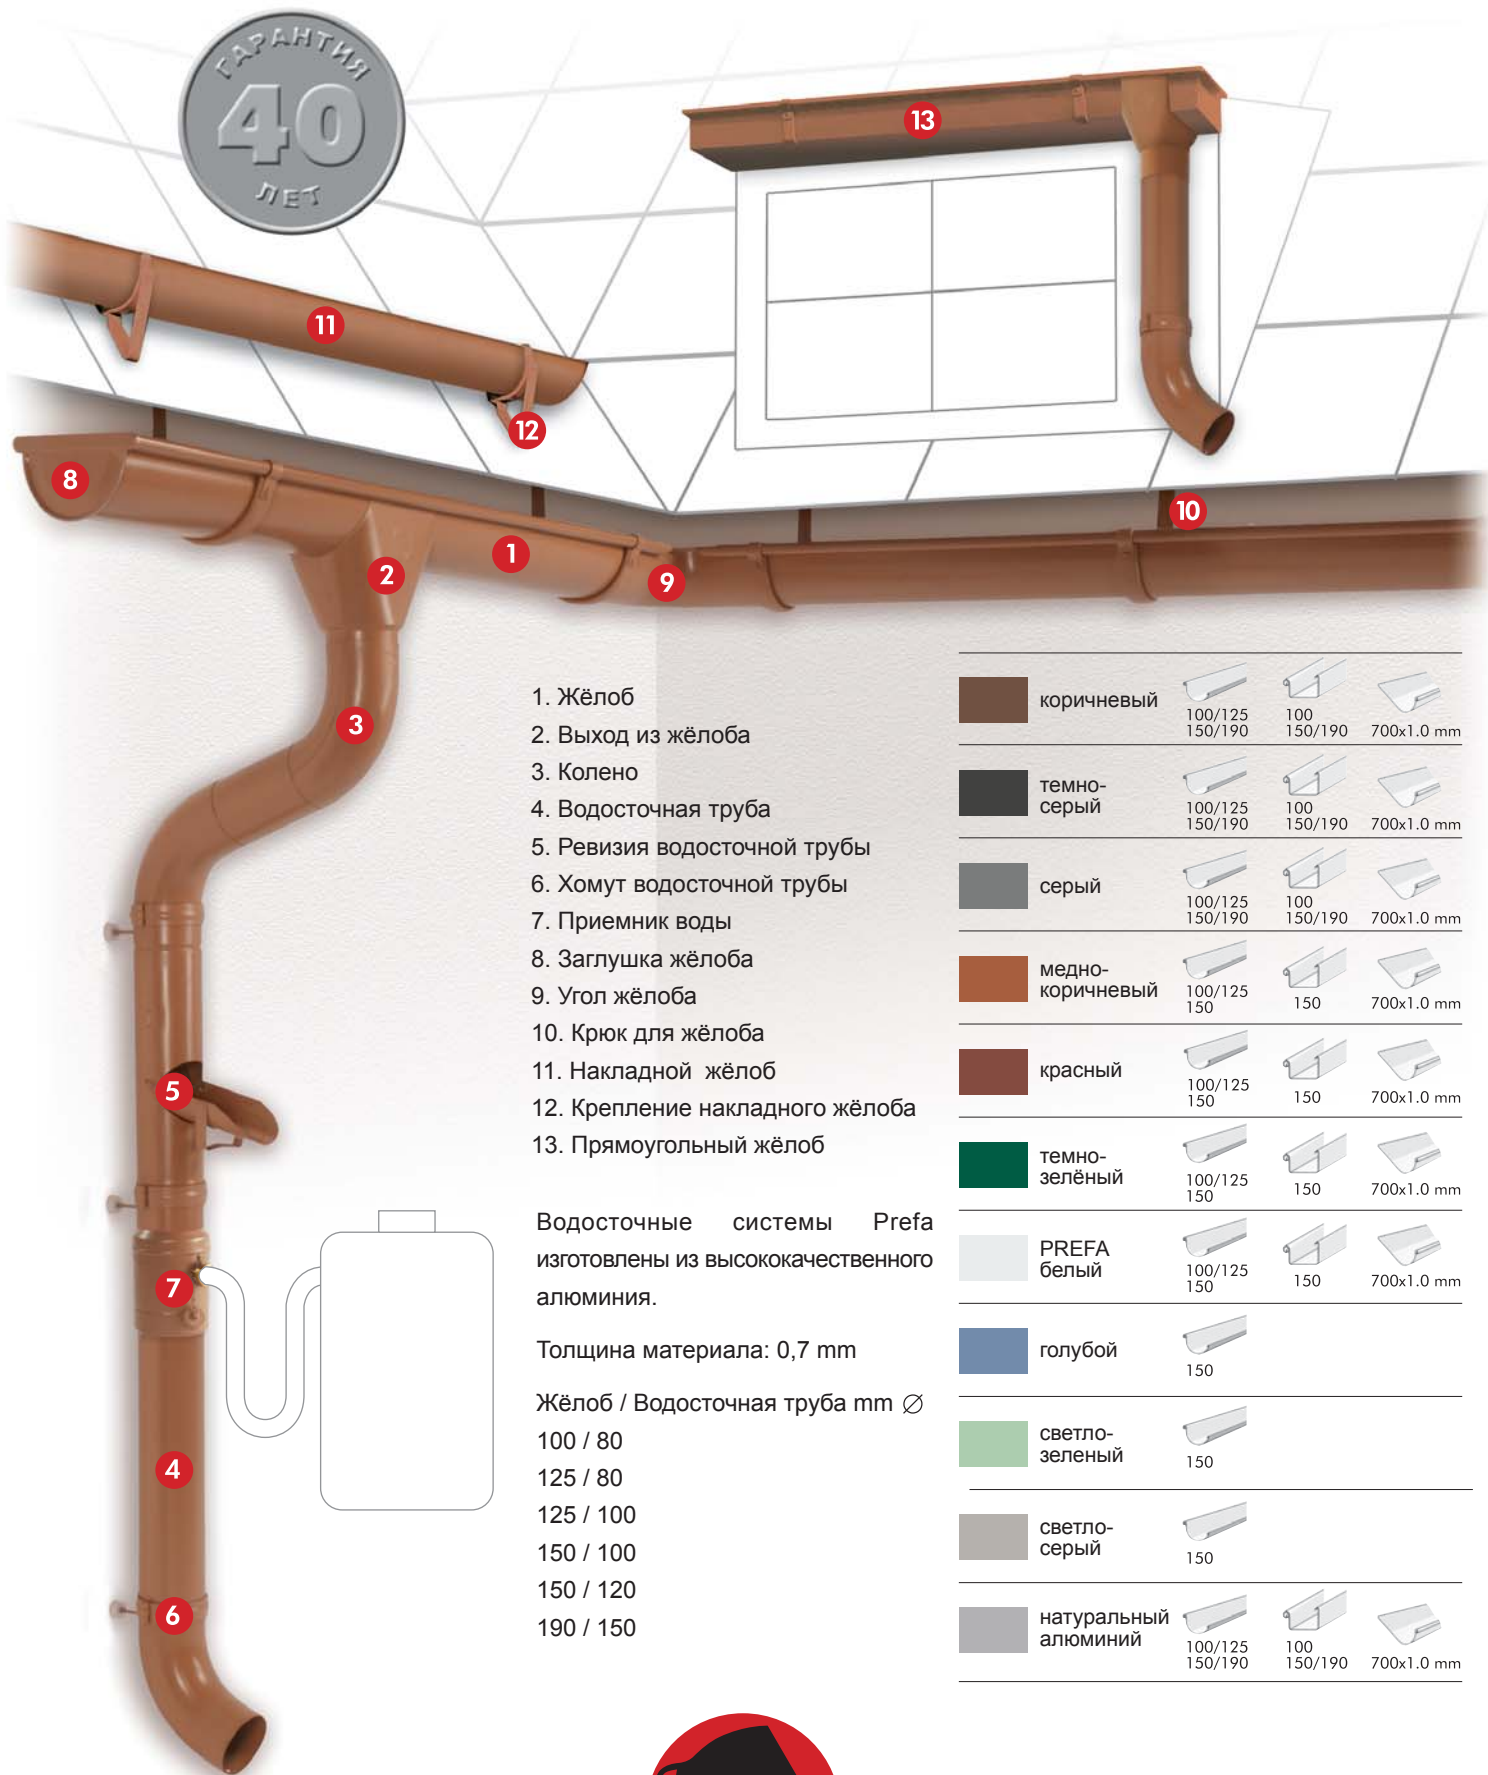 ГАРАНТИЯ
40
ЛЕТ
13
11
12
8
10
1
2
9
3
5
7
4
6
1. Жёлоб
2. Выход из жёлоба
3. Колено
4. Водосточная труба
5. Ревизия водосточной трубы
6. Хомут водосточной трубы
7. Приемник воды
8. Заглушка жёлоба
9. Угол жёлоба
10. Крюк для жёлоба
11. Накладной жёлоб
12. Крепление накладного жёлоба
13. Прямоугольный жёлоб
Водосточные системы Prefa
изготовлены из высококачественного
алюминия.
Толщина материала: 0,7 mm
Жёлоб / Водосточная труба mm ∅
100 / 80
125 / 80
125 / 100
150 / 100
150 / 120
190 / 150
коричневый
100/125 100
150/190 150/190 700x1.0 mm
темно-
серый
100/125 100
150/190 150/190 700x1.0 mm
серый
100/125 100
150/190 150/190 700x1.0 mm
медно-
коричневый
100/125
150 150 700x1.0 mm
красный
100/125
150 150 700x1.0 mm
темно-
зелёный
100/125
150 150 700x1.0 mm
PREFA
белый
100/125
150 150 700x1.0 mm
голубой
150
светло-
зеленый
150
светло-
серый
150
натуральный
алюминий
100/125 100
150/190 150/190 700x1.0 mm